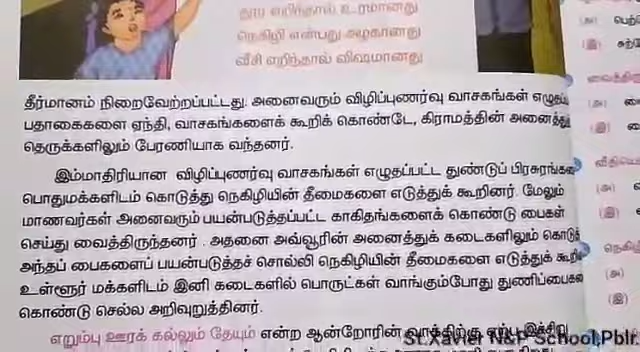 தூர எறிந்தால் உரமானது
நெகிழி என்பது அழகானது
வீசி எறிந்தால் விஷமானது
தீர்மானம் நிறைவேற்றப்பட்டது. அனைவரும் விழிப்புணர்வு வாசகங்கள் எழுதப்ப
பதாகைகளை ஏந்தி, வாசகங்களைக் கூறிக் கொண்டே, கிராமத்தின் அனைத்துத்
தெருக்களிலும் பேரணியாக வந்தனர்.
இம்மாதிரியான விழிப்புணர்வு வாசகங்கள் எழுதப்பட்ட துண்டுப் பிரசுரங்களை
பொதுமக்களிடம் கொடுத்து நெகிழியின் தீமைகளை எடுத்துக் கூறினர். மேலும்
மாணவர்கள் அனைவரும் பயன்படுத்தப்பட்ட காகிதங்களைக் கொண்டு பைகள்
செய்து வைத்திருந்தனர் . அதனை அவ்வூரின் அனைத்துக் கடைகளிலும் கொடுத்
அந்தப் பைகளைப் பயன்படுத்தச் சொல்லி நெகிழியின் தீமைகளை எடுத்துக் கூறி
உள்ளூர் மக்களிடம் இனி கடைகளில் பொருட்கள் வாங்கும்போது துணிப்பைகள
கொண்டு செல்ல அறிவுறுத்தினர்.
எறும்பு ஊரக் கல்லும் தேயும் என்ற ஆன்றோரின்
St.Xavier N&P School,Pblr.
(அ)
(இ)
(அ)
(இ)
(அ)
(இ)
(அ)
(இ)